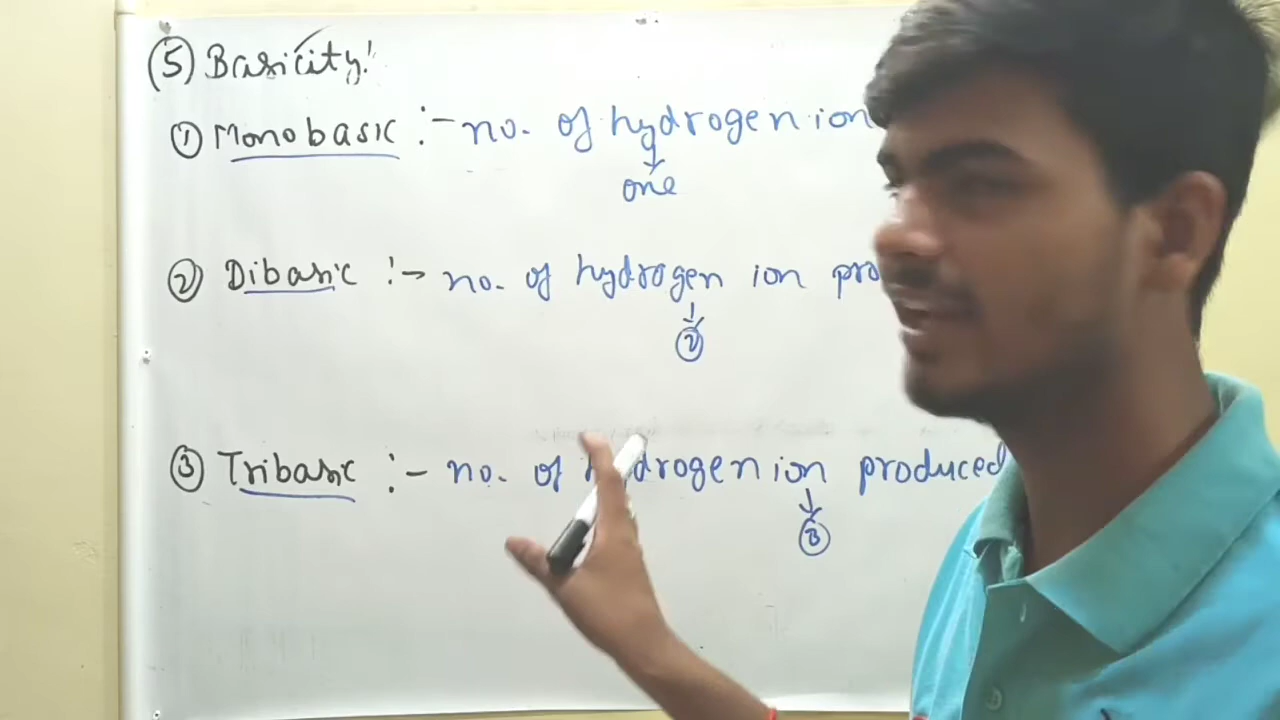 (5) Basicity:
① Monobasic :- no. of hydrogen ion
one
② Dibasic :- no. of hydrogen ion pro
2
③ Tribasic :- no. of hydrogen ion produced
3